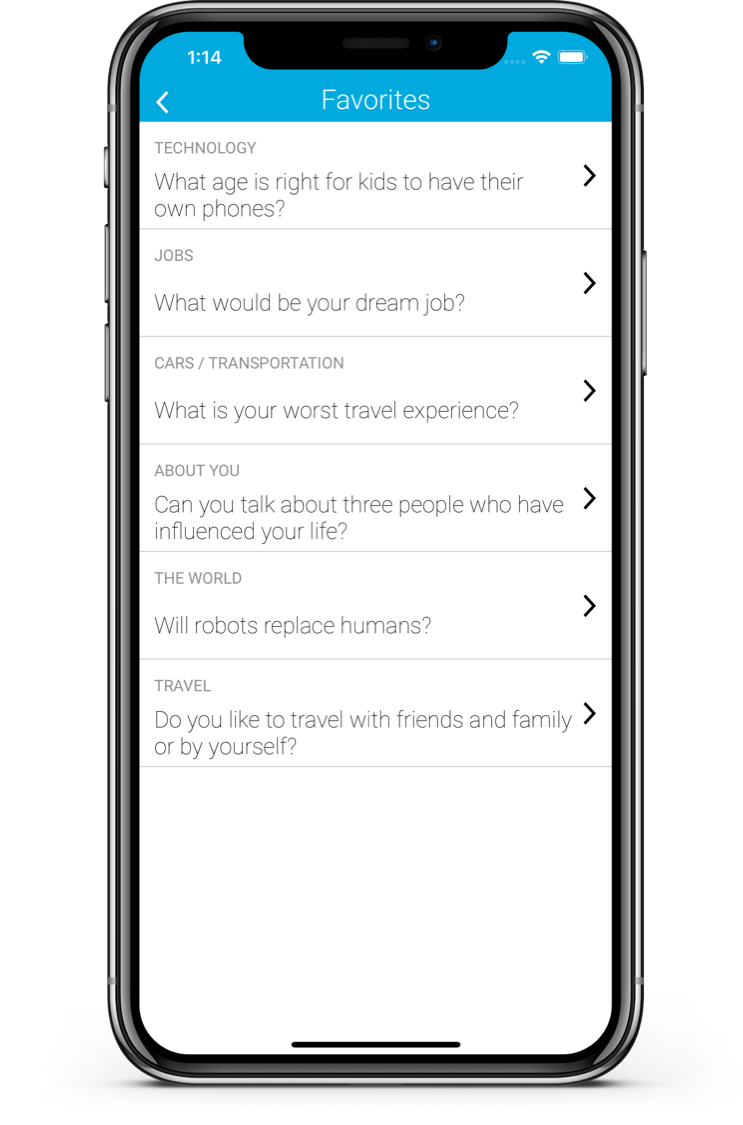 1:14
Favorites
TECHNOLOGY
What age is right for kids to have their
own phones?
JOBS
What would be your dream job?
CARS / TRANSPORTATION
What is your worst travel experience?
ABOUT YOU
Can you talk about three people who have
influenced your life?
THE WORLD
Will robots replace humans?
TRAVEL
Do you like to travel with friends and family
or by yourself?